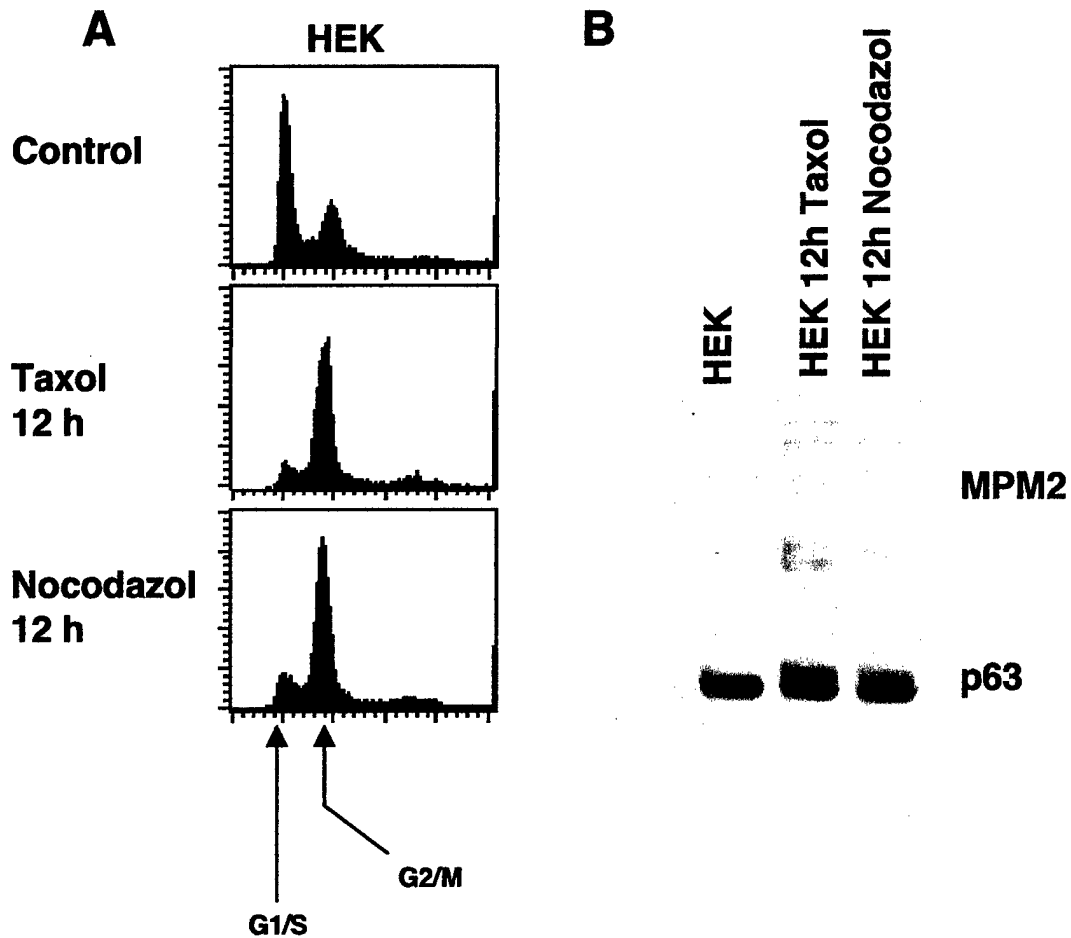 A
HEK
Control
Taxol
12 h
Nocodazol
12 h
G1/S
G2/M
B
HEK
HEK 12h Taxol
HEK 12h Nocodazol
MPM2
p63